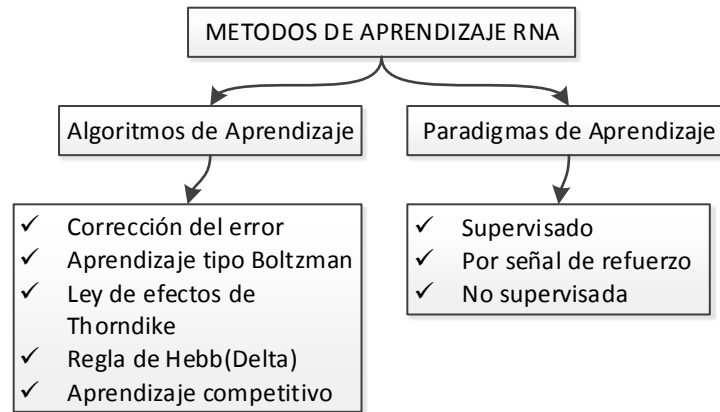 METODOS DE APRENDIZAJE RNA
Algoritmos de Aprendizaje
Paradigmas de Aprendizaje
✓ Corrección del error
✓ Aprendizaje tipo Boltzman
✓ Ley de efectos de
Thorndike
✓ Regla de Hebb(Delta)
✓ Aprendizaje competitivo
✓ Supervisado
✓ Por señal de refuerzo
✓ No supervisada